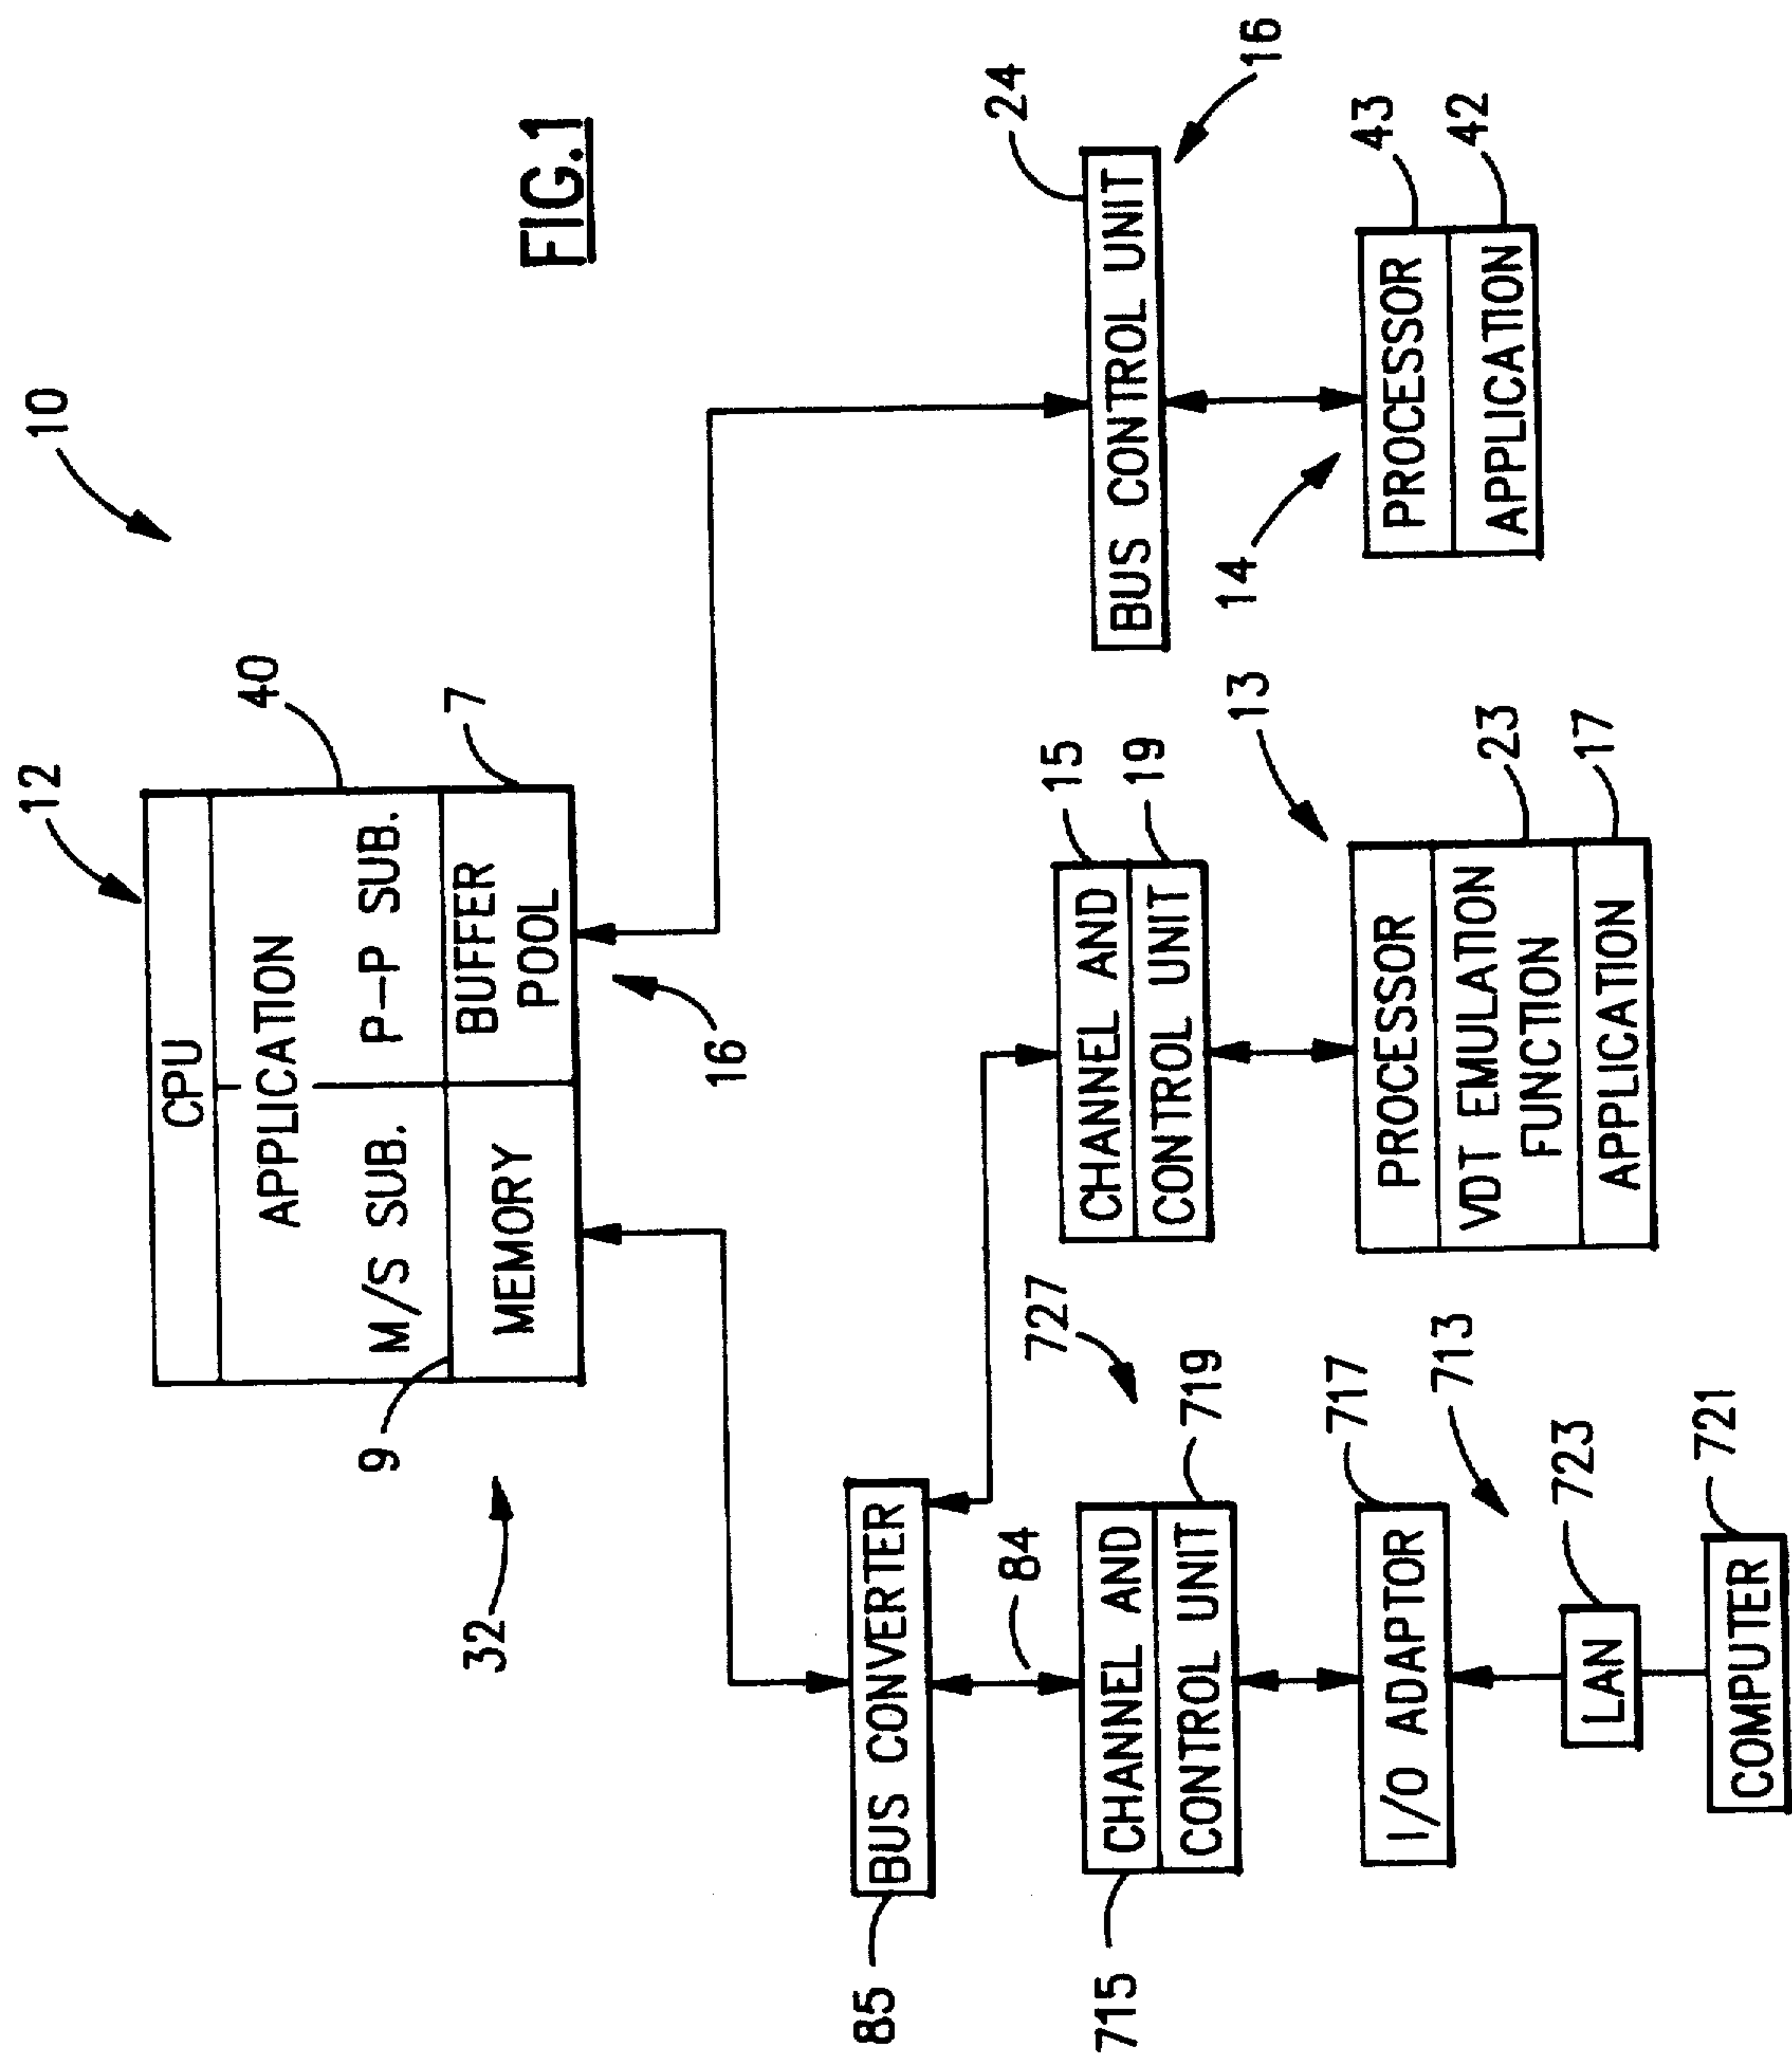 FIG.1
10
12
CPU
APPLICATION
40
M/S SUB.
P-P SUB.
9
MEMORY
BUFFER
POOL
7
32
16
85
BUS CONVERTER
84
727
715
CHANNEL AND
CONTROL UNIT
719
CHANNEL AND
CONTROL UNIT
15
19
BUS CONTROL UNIT
24
16
717
I/O ADAPTOR
713
13
PROCESSOR
VDT EMULATION
FUNCTION
23
APPLICATION
17
14
PROCESSOR
43
APPLICATION
42
LAN
723
COMPUTER
721